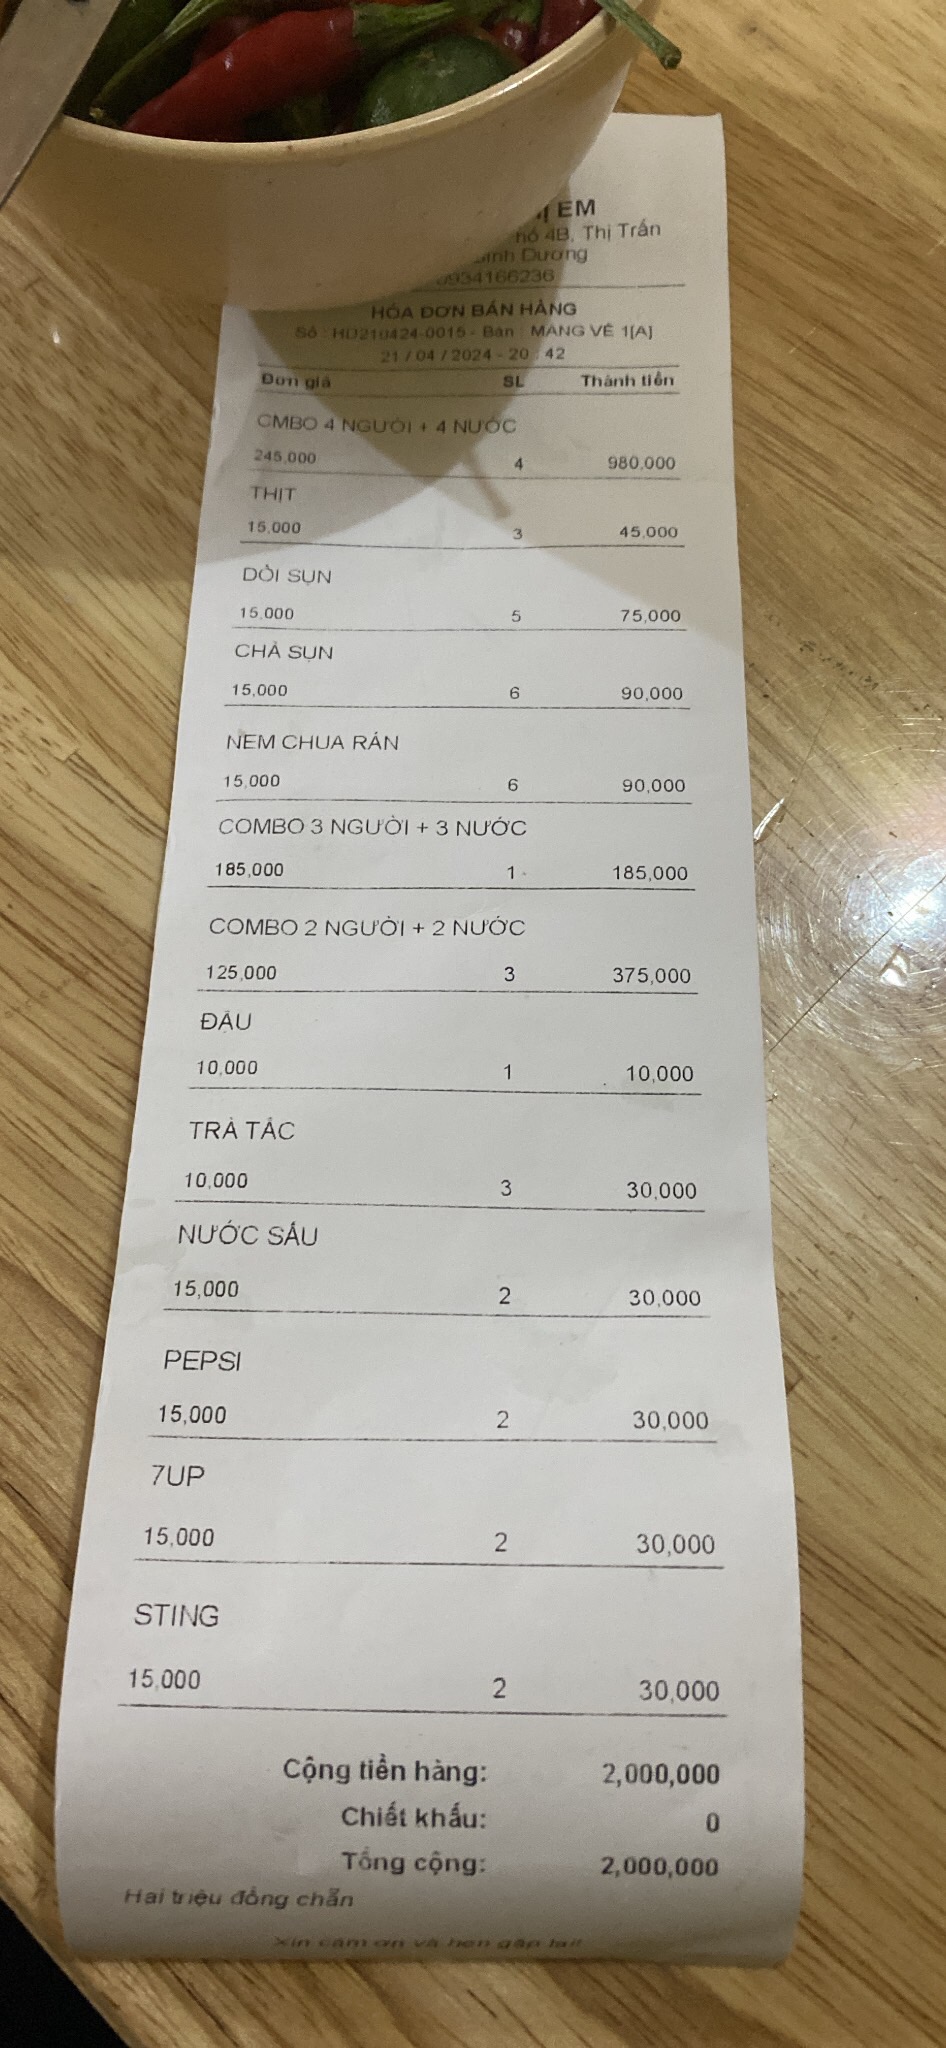 EM
4B, Thị Trấn
Bình Dương
0934166236
HÓA ĐƠN BÁN HÀNG
Số : HD210424-0015 - Bàn : MANG VỀ 1[A]
21 / 04 / 2024 - 20 : 42
Đơn giá SL Thành tiền
CMBO 4 NGƯỜI + 4 NƯỚC
245,000 4 980,000
THỊT
15,000 3 45,000
DỒI SỤN
15,000 5 75,000
CHẢ SỤN
15,000 6 90,000
NEM CHUA RÁN
15,000 6 90,000
COMBO 3 NGƯỜI + 3 NƯỚC
185,000 1 185,000
COMBO 2 NGƯỜI + 2 NƯỚC
125,000 3 375,000
ĐẬU
10,000 1 10,000
TRÀ TẮC
10,000 3 30,000
NƯỚC SẤU
15,000 2 30,000
PEPSI
15,000 2 30,000
7UP
15,000 2 30,000
STING
15,000 2 30,000
Cộng tiền hàng: 2,000,000
Chiết khấu: 0
Tổng cộng: 2,000,000
Hai triệu đồng chẵn
Xin cảm ơn và hẹn gặp lại!